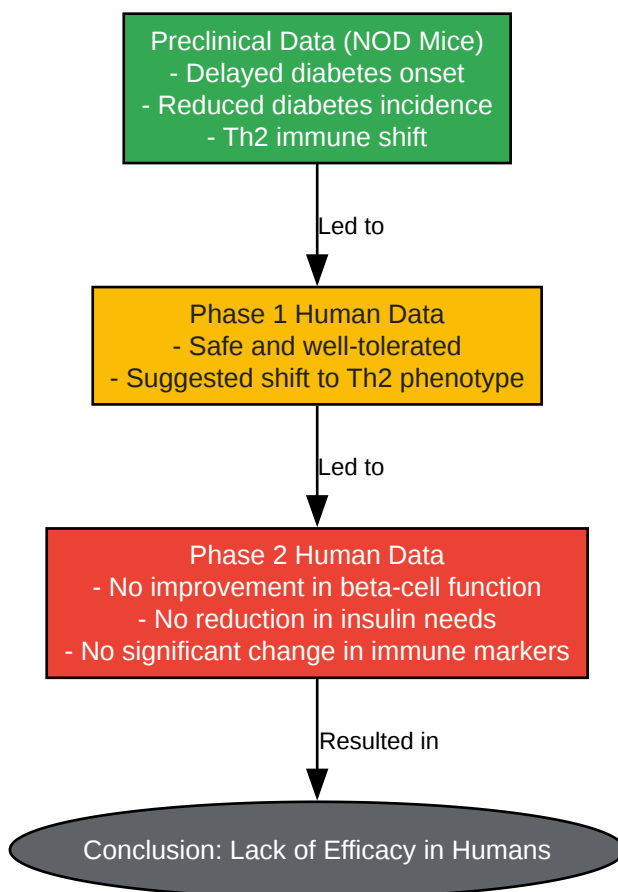 Preclinical Data (NOD Mice)
- Delayed diabetes onset
- Reduced diabetes incidence
- Th2 immune shift
Led to
Phase 1 Human Data
- Safe and well-tolerated
- Suggested shift to Th2 phenotype
Led to
Phase 2 Human Data
- No improvement in beta-cell function
- No reduction in insulin needs
- No significant change in immune markers
Resulted in
Conclusion: Lack of Efficacy in Humans